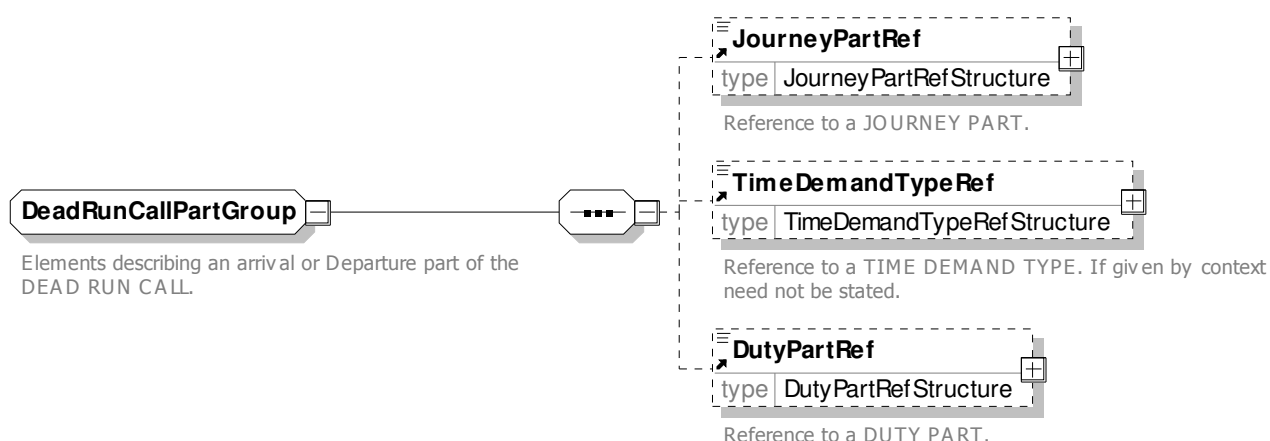 JourneyPartRef
type JourneyPartRefStructure
Reference to a JOURNEY PART.
DeadRunCallPartGroup
Elements describing an arrival or Departure part of the
DEAD RUN CALL.
TimeDemandTypeRef
type TimeDemandTypeRefStructure
Reference to a TIME DEMAND TYPE. If given by context
need not be stated.
DutyPartRef
type DutyPartRefStructure
Reference to a DUTY PART.